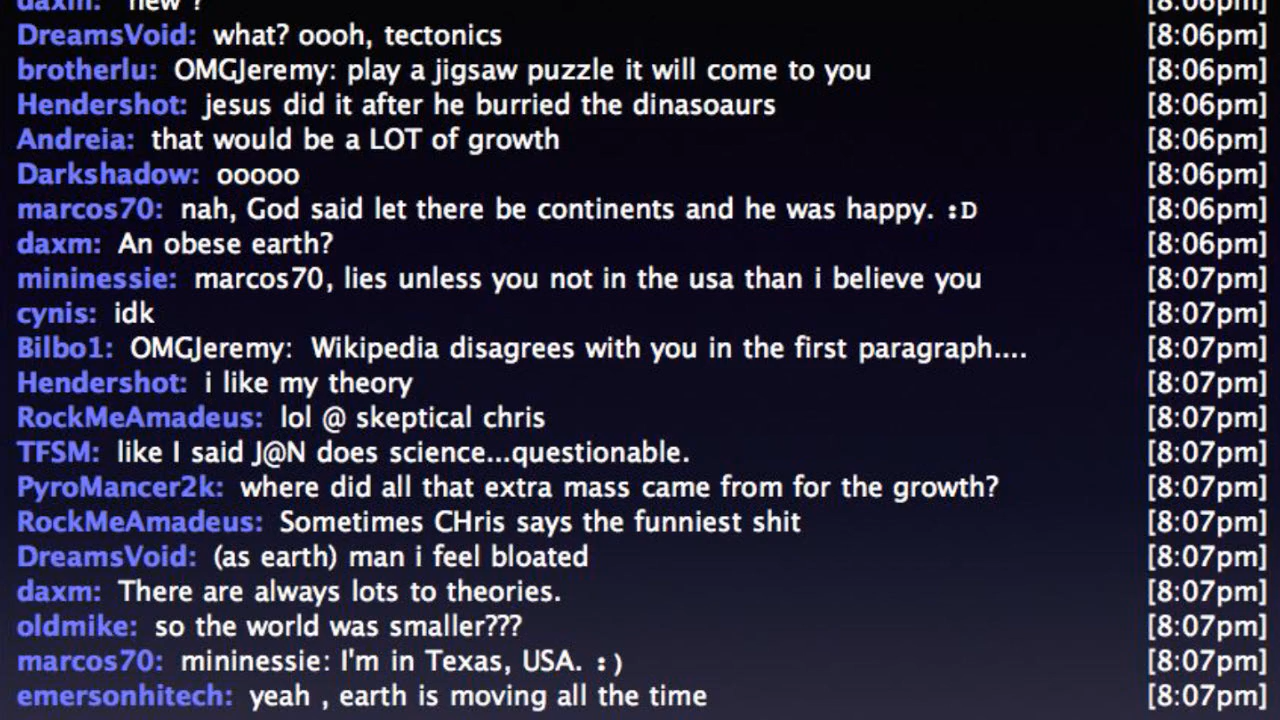 daxm: new ? [8:06pm]
DreamsVoid: what? oooh, tectonics [8:06pm]
brotherlu: OMGJeremy: play a jigsaw puzzle it will come to you [8:06pm]
Hendershot: jesus did it after he burried the dinasoaurs [8:06pm]
Andreia: that would be a LOT of growth [8:06pm]
Darkshadow: ooooo [8:06pm]
marcos70: nah, God said let there be continents and he was happy. :D [8:06pm]
daxm: An obese earth? [8:06pm]
mininessie: marcos70, lies unless you not in the usa than i believe you [8:07pm]
cynis: idk [8:07pm]
Bilbo1: OMGJeremy: Wikipedia disagrees with you in the first paragraph.... [8:07pm]
Hendershot: i like my theory [8:07pm]
RockMeAmadeus: lol @ skeptical chris [8:07pm]
TFSM: like I said J@N does science...questionable. [8:07pm]
PyroMancer2k: where did all that extra mass came from for the growth? [8:07pm]
RockMeAmadeus: Sometimes CHris says the funniest shit [8:07pm]
DreamsVoid: (as earth) man i feel bloated [8:07pm]
daxm: There are always lots to theories. [8:07pm]
oldmike: so the world was smaller??? [8:07pm]
marcos70: mininessie: I'm in Texas, USA. :) [8:07pm]
emersonhitech: yeah , earth is moving all the time [8:07pm]